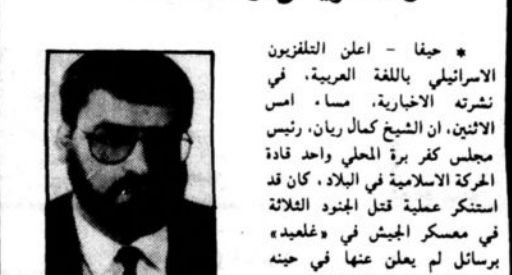 * حيفا - اعلن التلفزيون
الاسرائيلي باللغة العربية، في
نشرته الاخبارية، مساء امس
الاثنين، ان الشيخ كمال ريان، رئيس
مجلس كفر برة المحلي واحد قادة
الحركة الاسلامية في البلاد، كان قد
استنكر عملية قتل الجنود الثلاثة
في معسكر الجيش في «غلعيد»
برسائل لم يعلن عنها في حينه